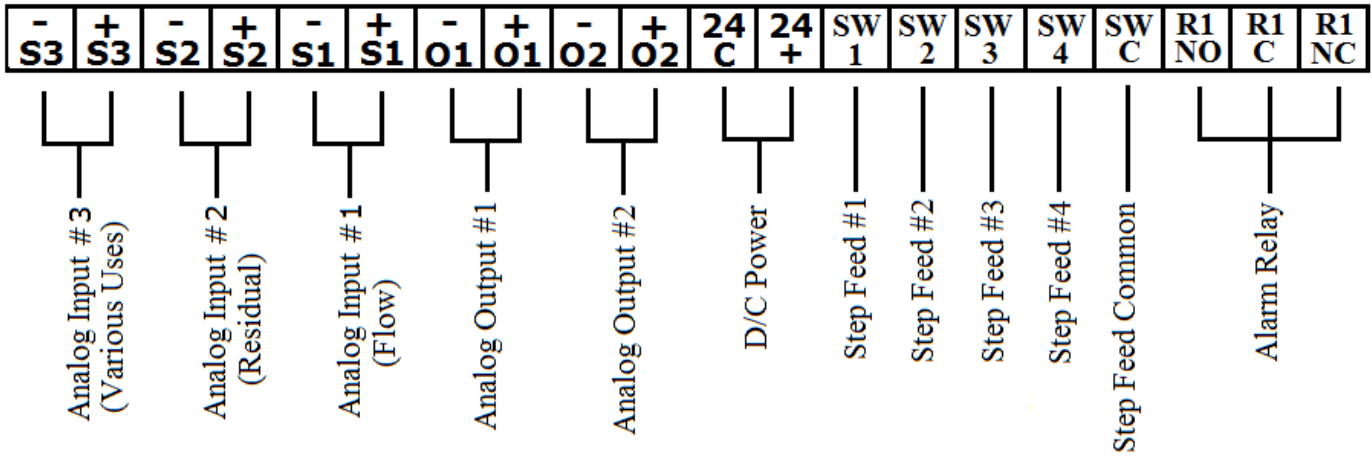 - + - + - + - + - + 24 24 SW SW SW SW SW R1 R1 R1
S3 S3 S2 S2 S1 S1 O1 O1 O2 O2 C + 1 2 3 4 C NO C NC
Analog Input #3
(Various Uses)
Analog Input #2
(Residual)
Analog Input #1
(Flow)
Analog Output #1
Analog Output #2
D/C Power
Step Feed #1
Step Feed #2
Step Feed #3
Step Feed #4
Step Feed Common
Alarm Relay